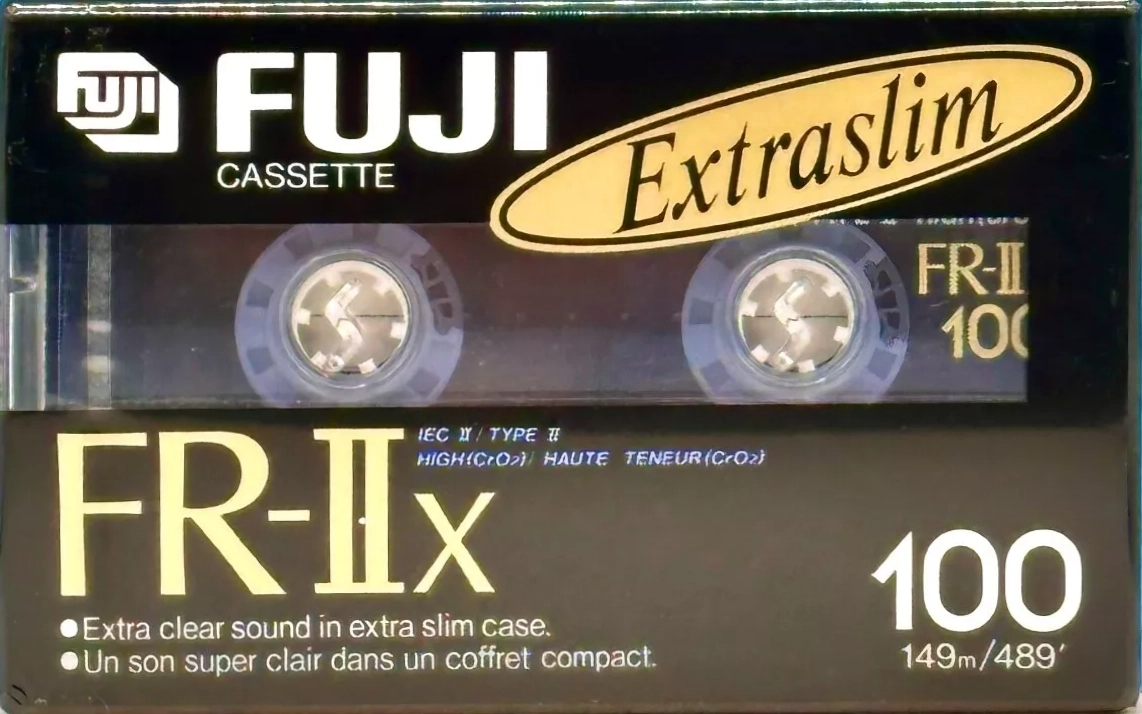 FUJI
FUJI
CASSETTE
Extraslim
FR-II
100
FR-IIx
IEC II / TYPE II
HIGH(CrO2)/ HAUTE TENEUR(CrO2)
100
149m/489'
●Extra clear sound in extra slim case.
●Un son super clair dans un coffret compact.